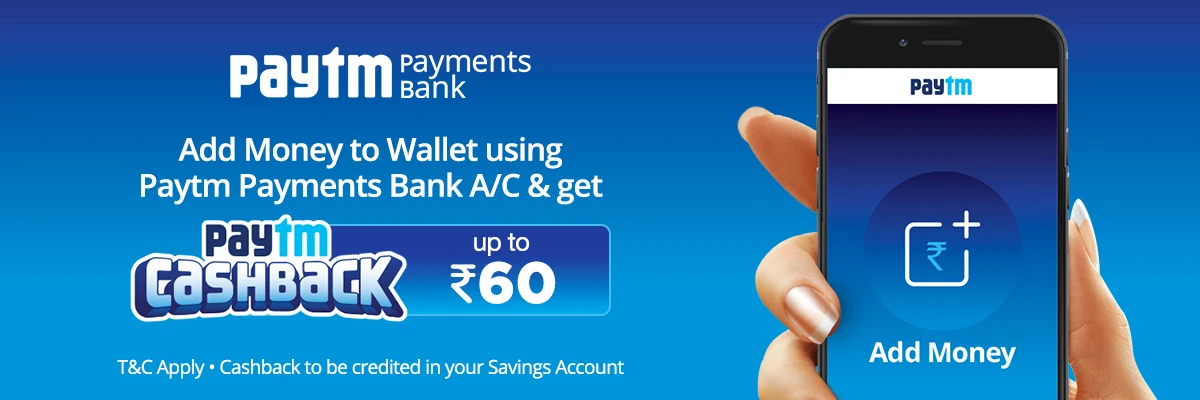 Paytm Payments
Bank
Add Money to Wallet using
Paytm Payments Bank A/C & get
Paytm
CASHBACK
up to
₹60
T&C Apply • Cashback to be credited in your Savings Account
Paytm
₹
Add Money